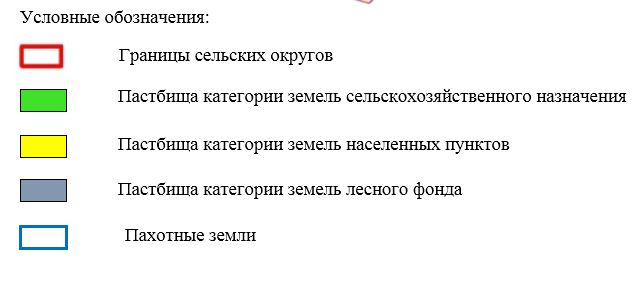 Условные обозначения:
Границы сельских округов
Пастбища категории земель сельскохозяйственного назначения
Пастбища категории земель населенных пунктов
Пастбища категории земель лесного фонда
Пахотные земли